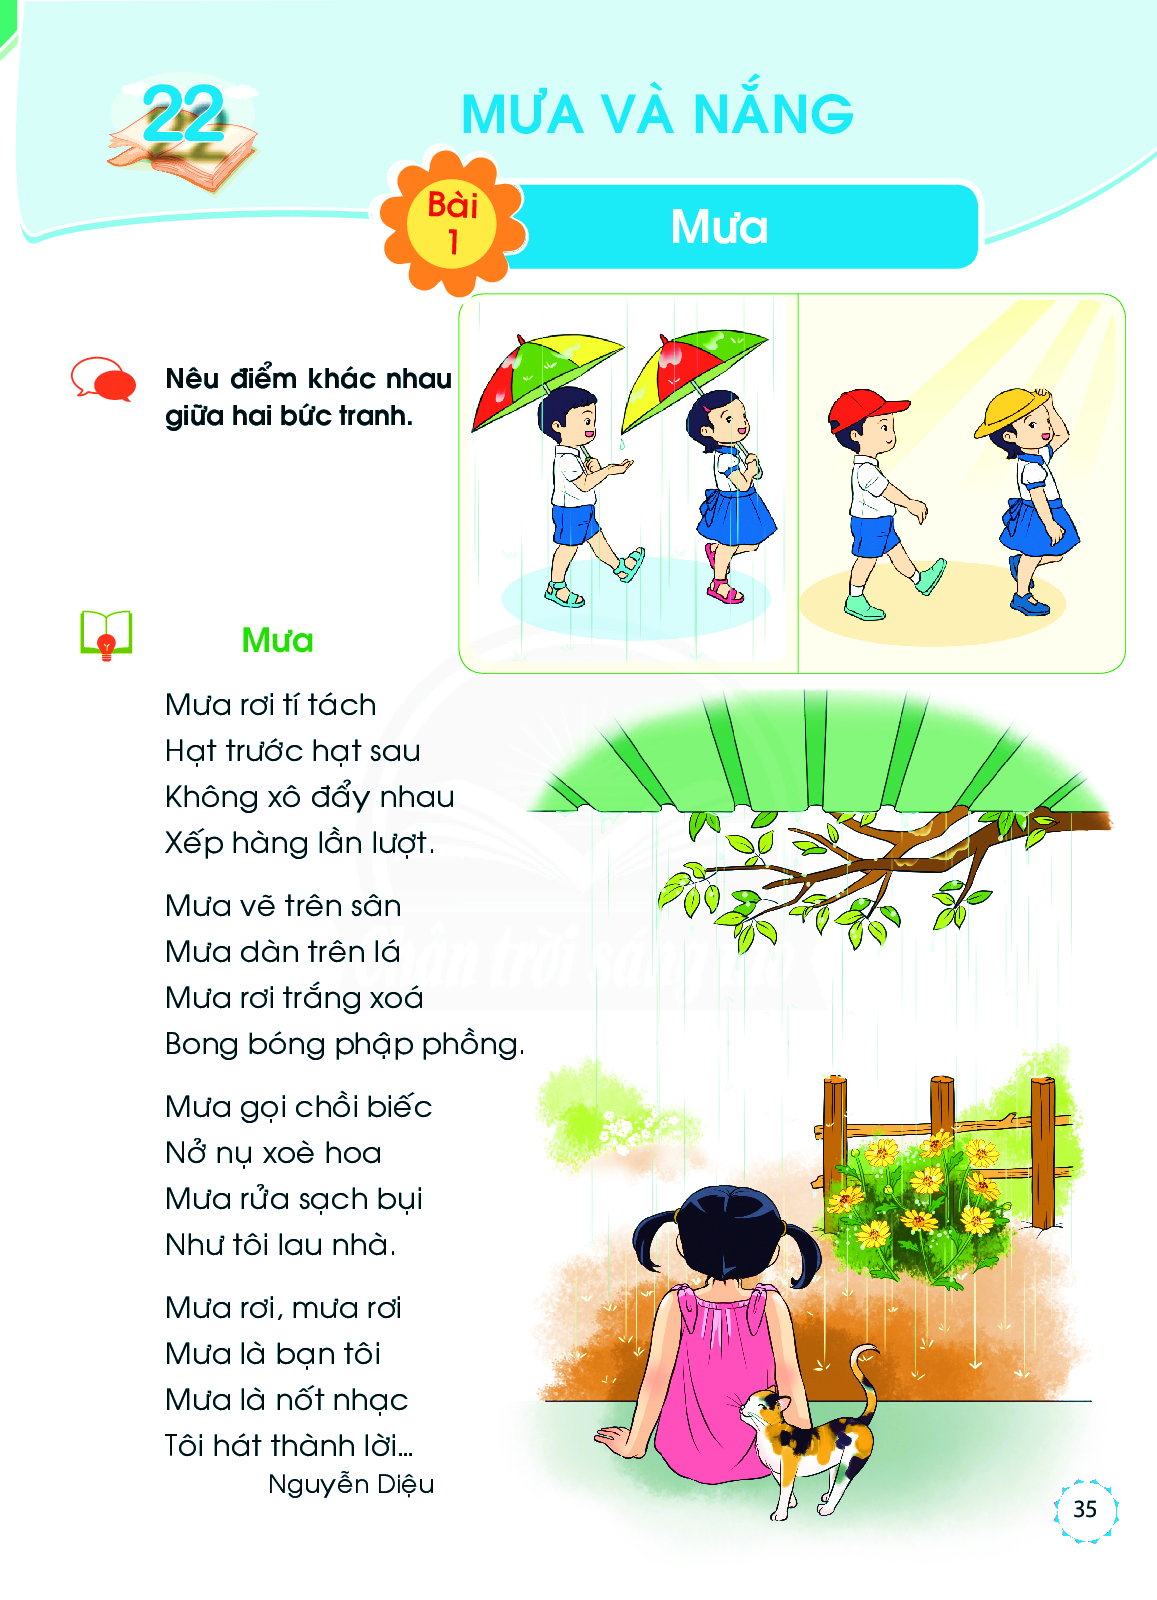 22
MƯA VÀ NẮNG
Bài
1
Mưa
Nêu điểm khác nhau
giữa hai bức tranh.
Mưa
Mưa rơi tí tách
Hạt trước hạt sau
Không xô đẩy nhau
Xếp hàng lần lượt.
Mưa vẽ trên sân
Mưa dàn trên lá
Mưa rơi trắng xoá
Bong bóng phập phồng.
Mưa gọi chồi biếc
Nở nụ xoè hoa
Mưa rửa sạch bụi
Như tôi lau nhà.
Mưa rơi, mưa rơi
Mưa là bạn tôi
Mưa là nốt nhạc
Tôi hát thành lời...
Nguyễn Diệu
Chân trời sáng tạo
35